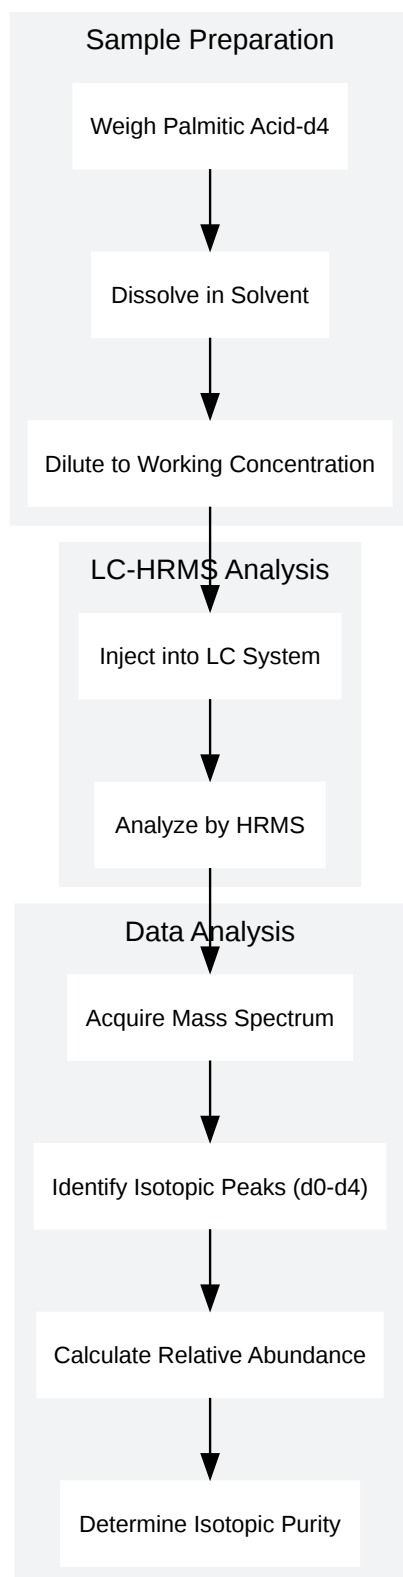 Sample Preparation
Weigh Palmitic Acid-d4
Dissolve in Solvent
Dilute to Working Concentration
LC-HRMS Analysis
Inject into LC System
Analyze by HRMS
Data Analysis
Acquire Mass Spectrum
Identify Isotopic Peaks (d0-d4)
Calculate Relative Abundance
Determine Isotopic Purity